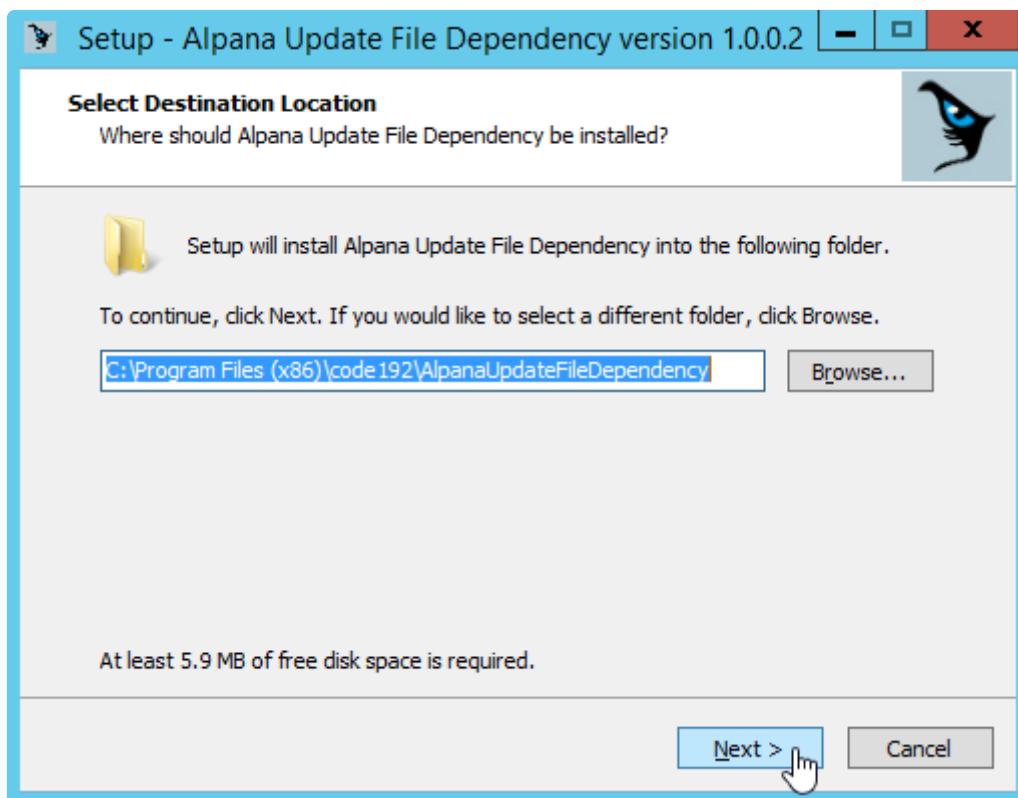 Setup - Alpana Update File Dependency version 1.0.0.2
Select Destination Location
Where should Alpana Update File Dependency be installed?
Setup will install Alpana Update File Dependency into the following folder.
To continue, click Next. If you would like to select a different folder, click Browse.
C:\Program Files (x86)\code192\AlpanaUpdateFileDependency
Browse...
At least 5.9 MB of free disk space is required.
Next >
Cancel